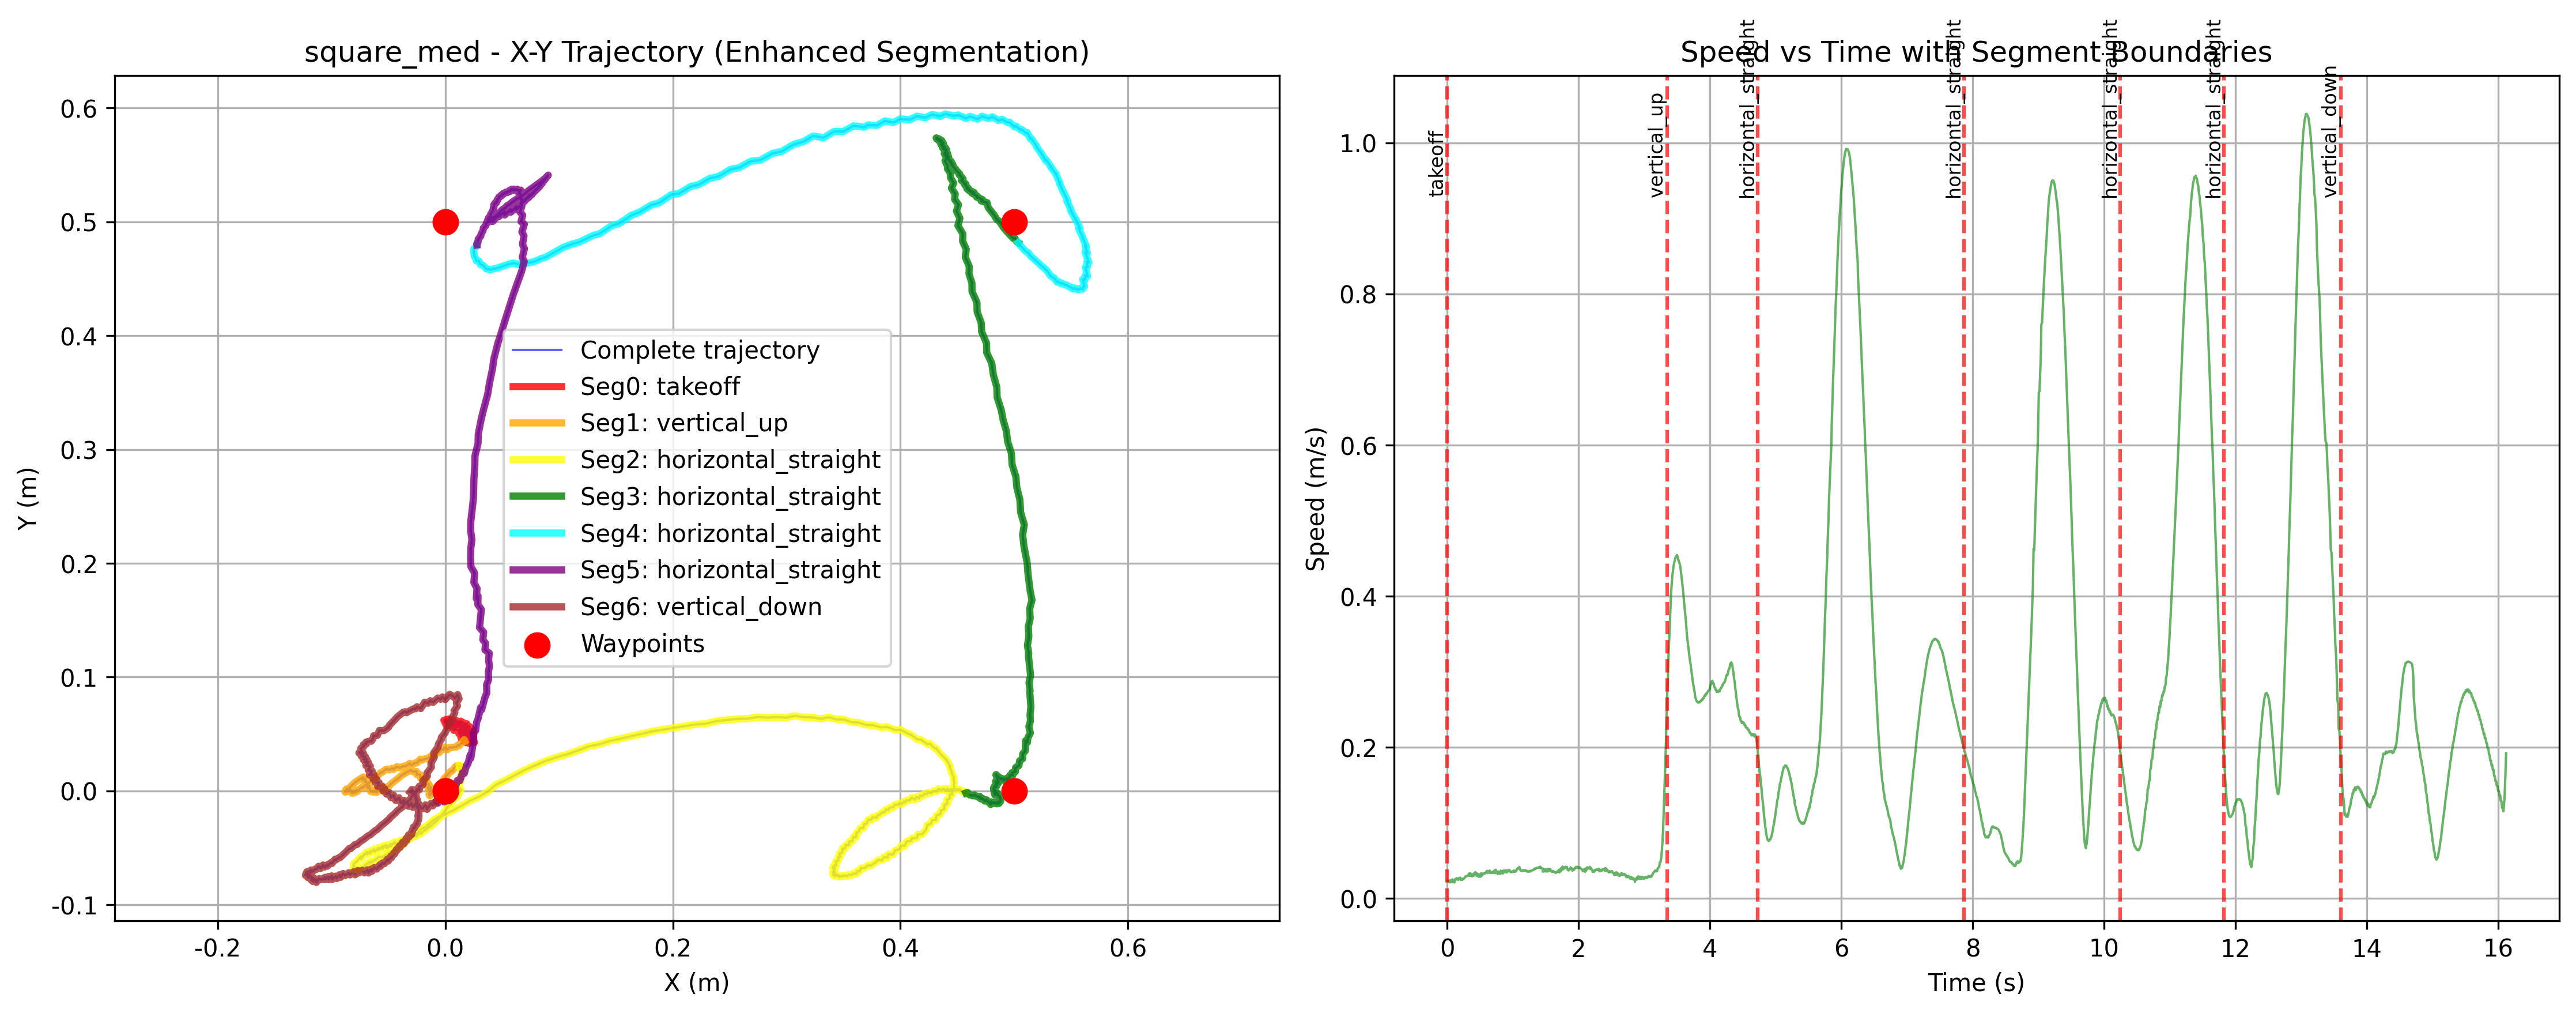 square_med - X-Y Trajectory (Enhanced Segmentation)
0.6
0.5
0.4
0.3
0.2
0.1
0.0
-0.1
Y (m)
-0.2
0.0
0.2
0.4
0.6
X (m)
Complete trajectory
Seg0: takeoff
Seg1: vertical_up
Seg2: horizontal_straight
Seg3: horizontal_straight
Seg4: horizontal_straight
Seg5: horizontal_straight
Seg6: vertical_down
Waypoints
Speed vs Time with Segment Boundaries
takeoff
vertical_up
horizontal_straight
horizontal_straight
horizontal_straight
horizontal_straight
vertical_down
1.0
0.8
0.6
0.4
0.2
0.0
Speed (m/s)
0
2
4
6
8
10
12
14
16
Time (s)